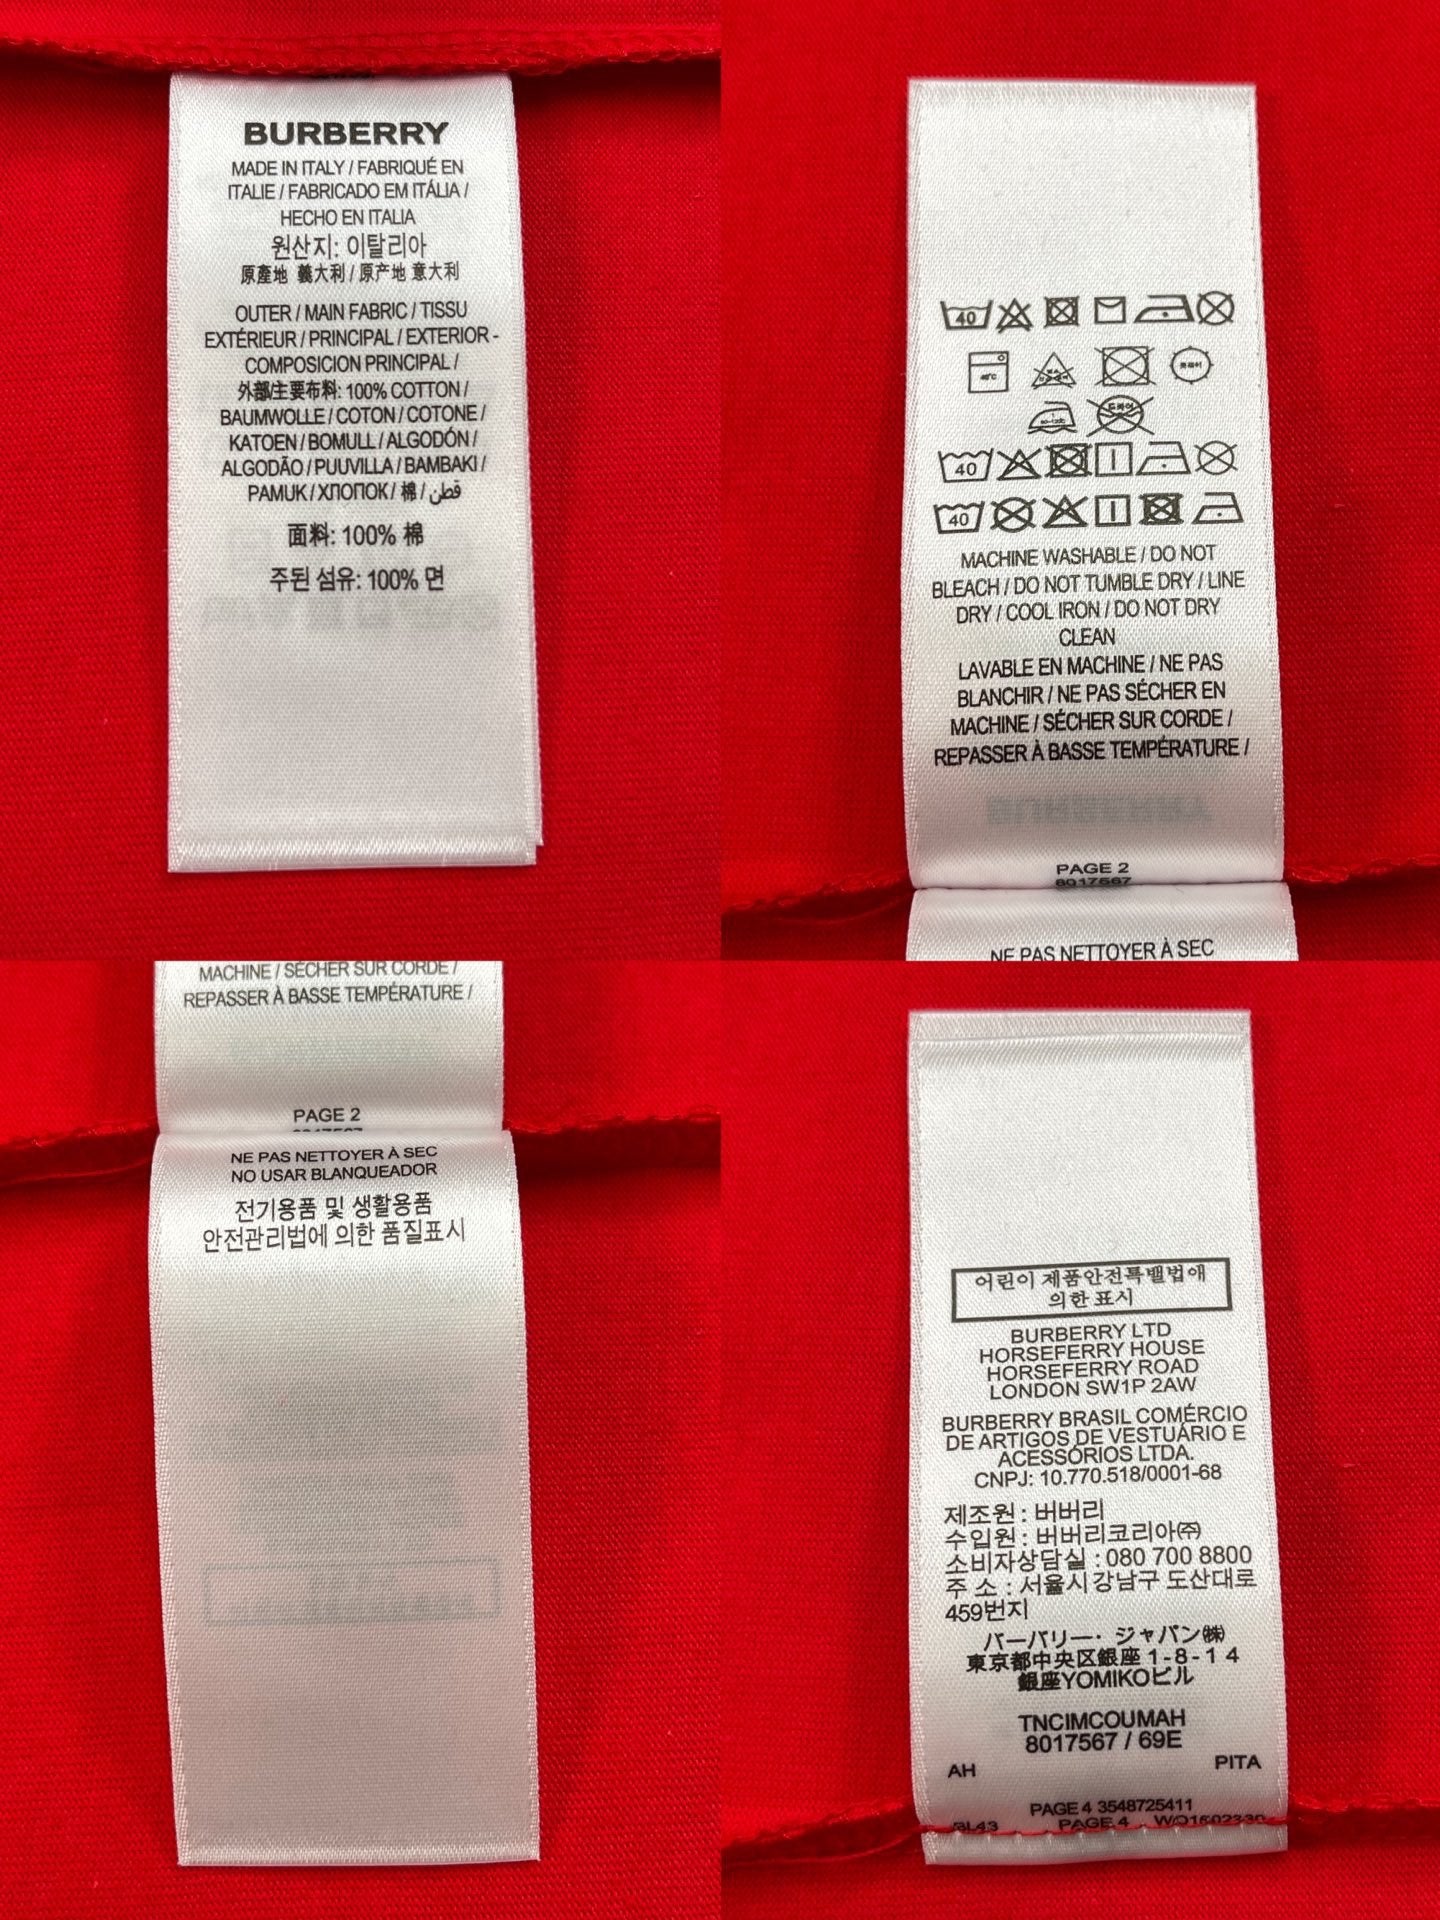 BURBERRY
MADE IN ITALY / FABRIQUÉ EN
ITALIE / FABRICADO EM ITÁLIA /
HECHO EN ITALIA
원산지: 이탈리아
原產地 義大利 / 原产地 意大利
OUTER / MAIN FABRIC / TISSU
EXTÉRIEUR / PRINCIPAL / EXTERIOR -
COMPOSICION PRINCIPAL /
外部/主要布料: 100% COTTON /
BAUMWOLLE / COTON / COTONE /
KATOEN / BOMULL / ALGODÓN /
ALGODÃO / PUUVILLA / BAMBAKI /
PAMUK / ХЛОПОК / 棉 / قطن
面料: 100% 棉
주된 섬유: 100% 면
40
40
40
MACHINE WASHABLE / DO NOT
BLEACH / DO NOT TUMBLE DRY / LINE
DRY / COOL IRON / DO NOT DRY
CLEAN
LAVABLE EN MACHINE / NE PAS
BLANCHIR / NE PAS SÉCHER EN
MACHINE / SÉCHER SUR CORDE /
REPASSER À BASSE TEMPÉRATURE /
PAGE 2
8017567
NE PAS NETTOYER À SEC
MACHINE / SÉCHER SUR CORDE /
REPASSER À BASSE TEMPÉRATURE /
PAGE 2
NE PAS NETTOYER À SEC
NO USAR BLANQUEADOR
전기용품 및 생활용품
안전관리법에 의한 품질표시
어린이 제품안전특별법애
의한 표시
BURBERRY LTD
HORSEFERRY HOUSE
HORSEFERRY ROAD
LONDON SW1P 2AW
BURBERRY BRASIL COMÉRCIO
DE ARTIGOS DE VESTUÁRIO E
ACESSÓRIOS LTDA.
CNPJ: 10.770.518/0001-68
제조원 : 버버리
수입원 : 버버리코리아㈜
소비자상담실 : 080 700 8800
주 소 : 서울시 강남구 도산대로
459번지
バーバリー・ジャパン㈱
東京都中央区銀座 1-8-14
銀座YOMIKOビル
TNCIMCOUMAH
8017567 / 69E
AH PITA
PAGE 4 3548725411
PAGE 4